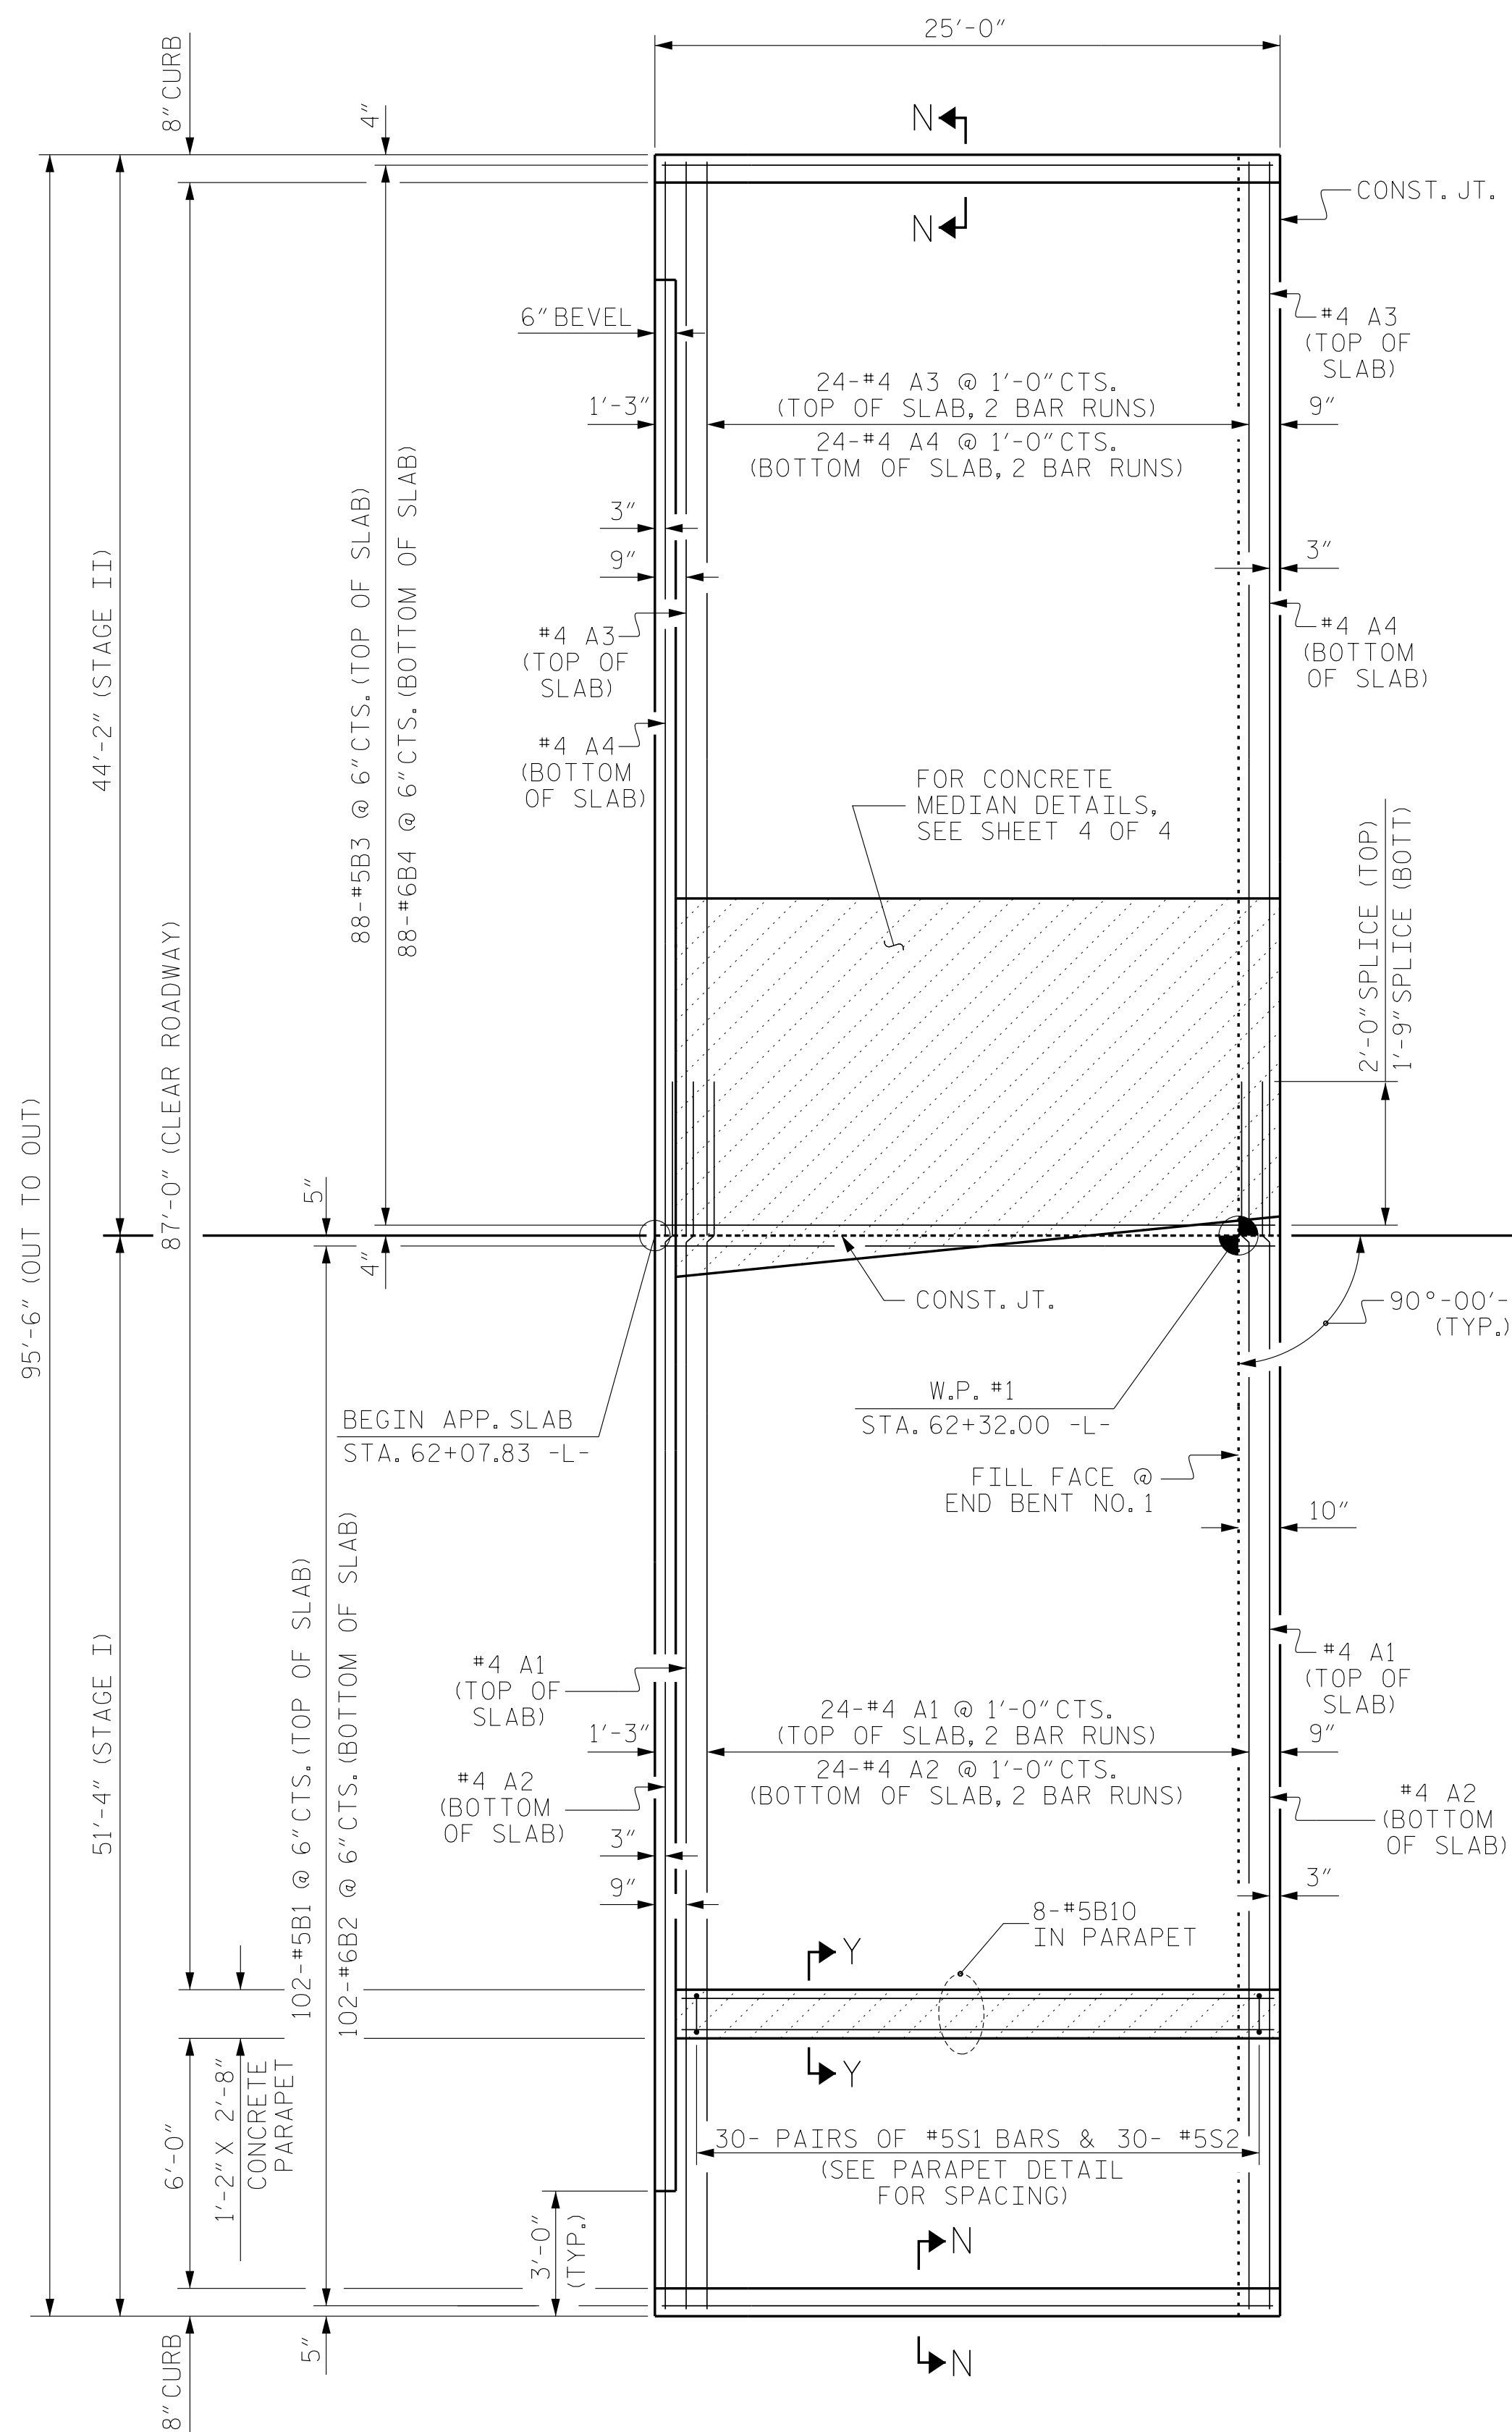 25'-0"
8" CURB
4"
N
N
CONST. JT.
#4 A3
(TOP OF
SLAB)
6" BEVEL
24-#4 A3 @ 1'-0" CTS.
(TOP OF SLAB, 2 BAR RUNS)
24-#4 A4 @ 1'-0" CTS.
(BOTTOM OF SLAB, 2 BAR RUNS)
1'-3"
9"
3"
9"
3"
#4 A3
(TOP OF
SLAB)
#4 A4
(BOTTOM
OF SLAB)
#4 A4
(BOTTOM
OF SLAB)
88-#5B3 @ 6" CTS. (TOP OF SLAB)
88-#6B4 @ 6" CTS. (BOTTOM OF SLAB)
44'-2" (STAGE II)
87'-0" (CLEAR ROADWAY)
95'-6" (OUT TO OUT)
FOR CONCRETE
MEDIAN DETAILS,
SEE SHEET 4 OF 4
2'-0" SPLICE (TOP)
1'-9" SPLICE (BOTT)
5"
4"
CONST. JT.
90°-00'-
(TYP.)
BEGIN APP. SLAB
STA. 62+07.83 -L-
W.P. #1
STA. 62+32.00 -L-
FILL FACE @
END BENT NO. 1
10"
51'-4" (STAGE I)
102-#5B1 @ 6" CTS. (TOP OF SLAB)
102-#6B2 @ 6" CTS. (BOTTOM OF SLAB)
#4 A1
(TOP OF
SLAB)
#4 A1
(TOP OF
SLAB)
24-#4 A1 @ 1'-0" CTS.
(TOP OF SLAB, 2 BAR RUNS)
24-#4 A2 @ 1'-0" CTS.
(BOTTOM OF SLAB, 2 BAR RUNS)
1'-3"
9"
#4 A2
(BOTTOM
OF SLAB)
#4 A2
(BOTTOM
OF SLAB)
3"
9"
3"
8-#5B10
IN PARAPET
Y
Y
6'-0"
1'-2" X 2'-8"
CONCRETE
PARAPET
30- PAIRS OF #5S1 BARS & 30- #5S2
(SEE PARAPET DETAIL
FOR SPACING)
3'-0"
(TYP.)
N
N
5"
8" CURB